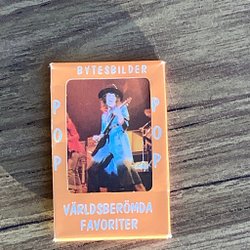 BYTESBILDER
POP
POP
VÄRLDSBERÖMDA
FAVORITER